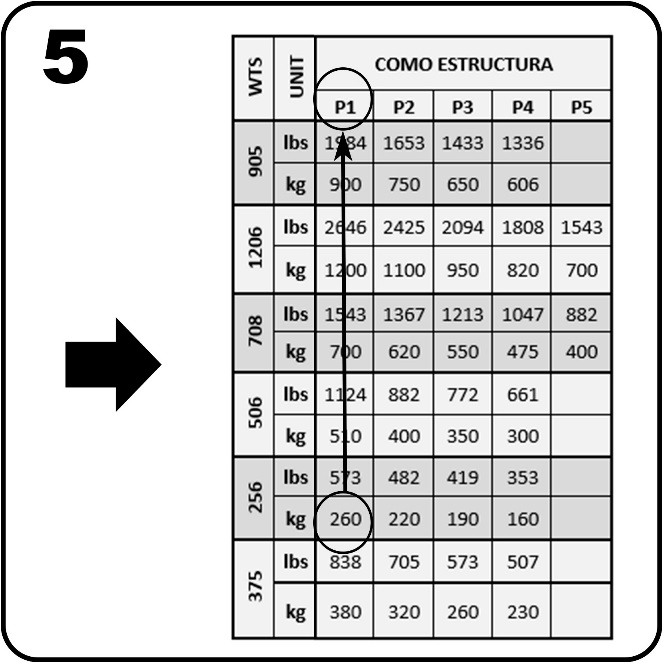 5
WTS UNIT COMO ESTRUCTURA
P1 P2 P3 P4 P5
905 lbs 1984 1653 1433 1336
kg 900 750 650 606
1206 lbs 2646 2425 2094 1808 1543
kg 1200 1100 950 820 700
708 lbs 1543 1367 1213 1047 882
kg 700 620 550 475 400
506 lbs 1124 882 772 661
kg 510 400 350 300
256 lbs 573 482 419 353
kg 260 220 190 160
375 lbs 838 705 573 507
kg 380 320 260 230